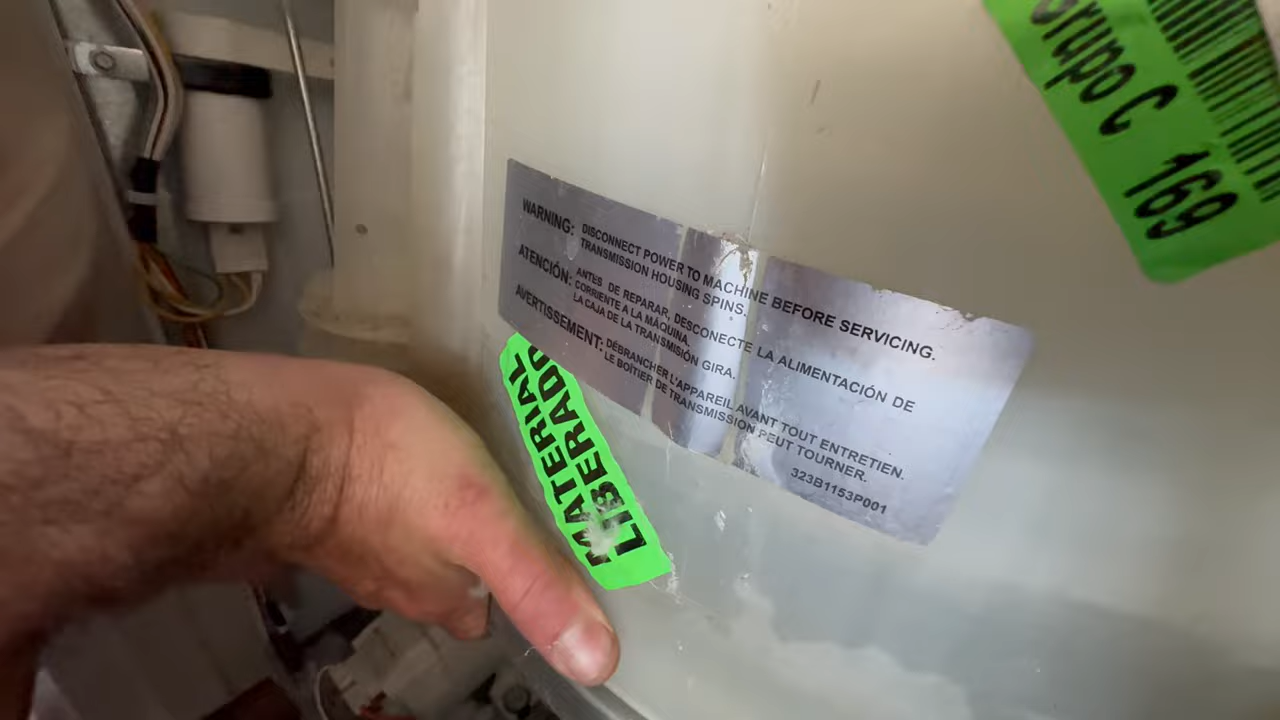 Grupo C 169
WARNING: DISCONNECT POWER TO MACHINE BEFORE SERVICING.
TRANSMISSION HOUSING SPINS.
ATENCIÓN: ANTES DE REPARAR, DESCONECTE LA ALIMENTACIÓN DE
CORRIENTE A LA MÁQUINA.
LA CAJA DE LA TRANSMISIÓN GIRA.
AVERTISSEMENT: DÉBRANCHER L'APPAREIL AVANT TOUT ENTRETIEN.
LE BOÎTIER DE TRANSMISSION PEUT TOURNER.
323B1153P001
MATERIAL
LIBERADO